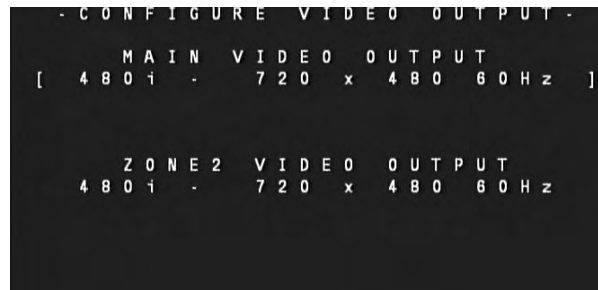 -CONFIGURE VIDEO OUTPUT-
MAIN VIDEO OUTPUT
[ 480i - 720 x 480 60Hz ]
ZONE2 VIDEO OUTPUT
480i - 720 x 480 60Hz